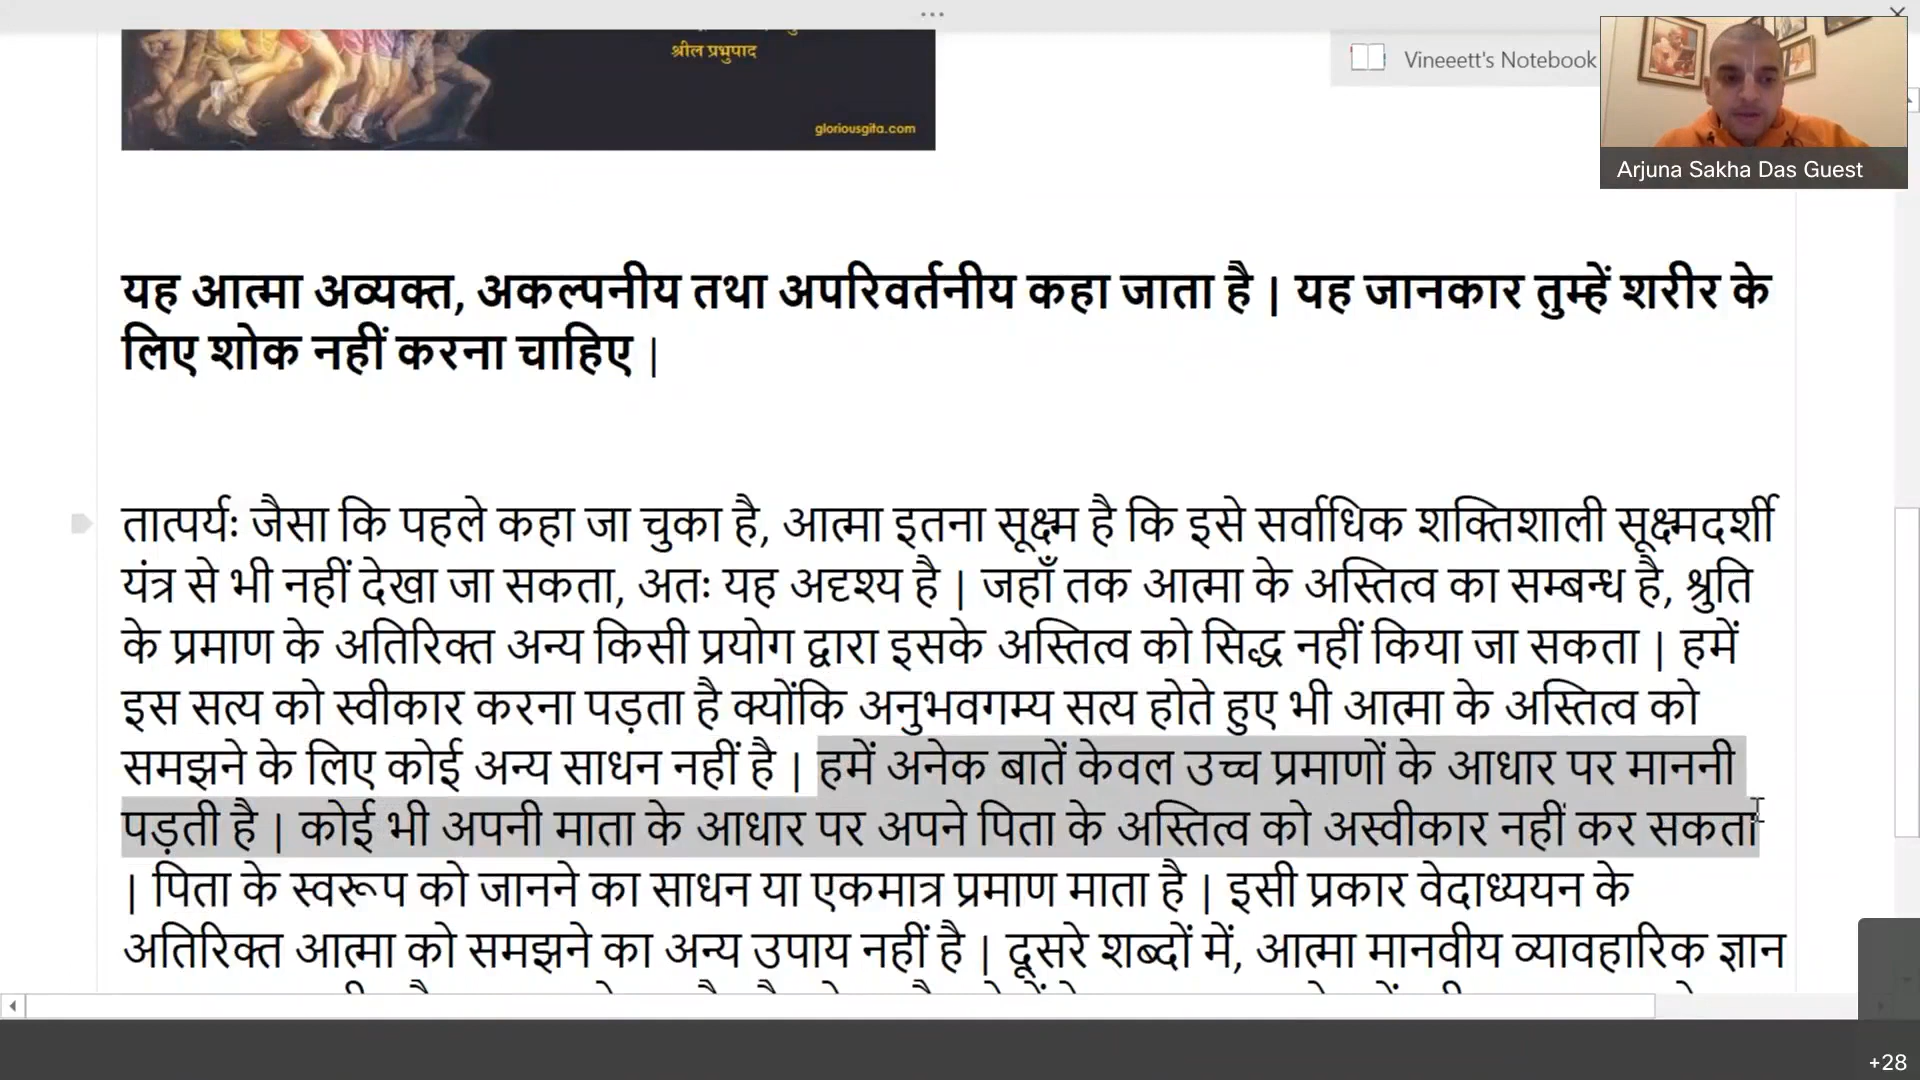 श्रील प्रभुपाद
gloriousgita.com
Vineeett's Notebook
Arjuna Sakha Das Guest
यह आत्मा अव्यक्त, अकल्पनीय तथा अपरिवर्तनीय कहा जाता है | यह जानकार तुम्हें शरीर के
लिए शोक नहीं करना चाहिए |
तात्पर्यः जैसा कि पहले कहा जा चुका है, आत्मा इतना सूक्ष्म है कि इसे सर्वाधिक शक्तिशाली सूक्ष्मदर्शी
यंत्र से भी नहीं देखा जा सकता, अतः यह अदृश्य है | जहाँ तक आत्मा के अस्तित्व का सम्बन्ध है, श्रुति
के प्रमाण के अतिरिक्त अन्य किसी प्रयोग द्वारा इसके अस्तित्व को सिद्ध नहीं किया जा सकता | हमें
इस सत्य को स्वीकार करना पड़ता है क्योंकि अनुभवगम्य सत्य होते हुए भी आत्मा के अस्तित्व को
समझने के लिए कोई अन्य साधन नहीं है | हमें अनेक बातें केवल उच्च प्रमाणों के आधार पर माननी
पड़ती है | कोई भी अपनी माता के आधार पर अपने पिता के अस्तित्व को अस्वीकार नहीं कर सकता
| पिता के स्वरूप को जानने का साधन या एकमात्र प्रमाण माता है | इसी प्रकार वेदाध्ययन के
अतिरिक्त आत्मा को समझने का अन्य उपाय नहीं है | दूसरे शब्दों में, आत्मा मानवीय व्यावहारिक ज्ञान
+28